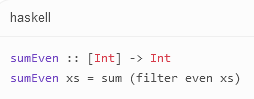 haskell
sumEven :: [Int] -> Int
sumEven xs = sum (filter even xs)